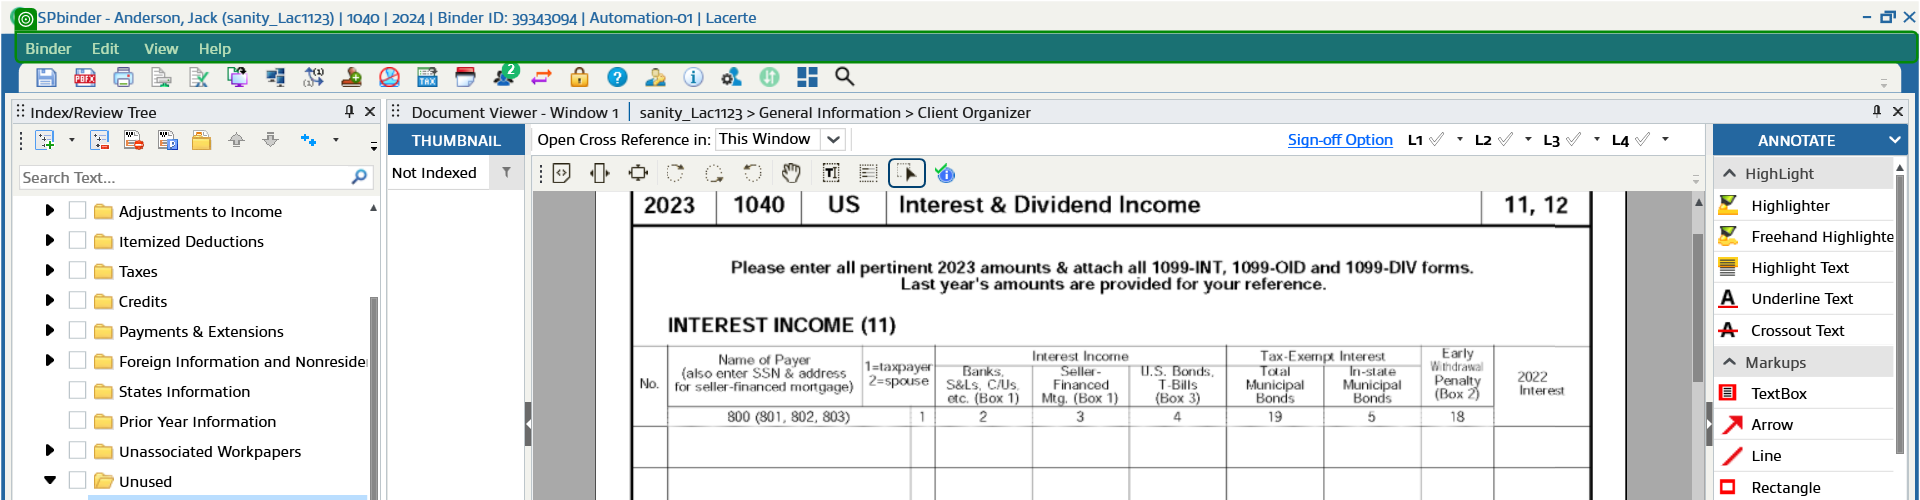 SPbinder - Anderson, Jack (sanity_Lac1123) | 1040 | 2024 | Binder ID: 39343094 | Automation-01 | Lacerte
Binder Edit View Help
PBFX
TAX
2
Index/Review Tree
Document Viewer - Window 1 | sanity_Lac1123 > General Information > Client Organizer
THUMBNAIL
Open Cross Reference in: This Window
Sign-off Option L1 L2 L3 L4
ANNOTATE
Search Text...
Not Indexed
HighLight
Highlighter
Freehand Highlighte
Highlight Text
Underline Text
Crossout Text
Markups
TextBox
Arrow
Line
Rectangle
Adjustments to Income
Itemized Deductions
Taxes
Credits
Payments & Extensions
Foreign Information and Nonreside
States Information
Prior Year Information
Unassociated Workpapers
Unused
2023 1040 US Interest & Dividend Income 11, 12
Please enter all pertinent 2023 amounts & attach all 1099-INT, 1099-OID and 1099-DIV forms.
Last year's amounts are provided for your reference.
INTEREST INCOME (11)
No.
Name of Payer
(also enter SSN & address
for seller-financed mortgage)
1=taxpayer
2=spouse
Interest Income
Banks,
S&Ls, C/Us,
etc. (Box 1)
Seller-
Financed
Mtg. (Box 1)
U.S. Bonds,
T-Bills
(Box 3)
Tax-Exempt Interest
Total
Municipal
Bonds
In-state
Municipal
Bonds
Early
Withdrawal
Penalty
(Box 2)
2022
Interest
800 (801, 802, 803) 1 2 3 4 19 5 18